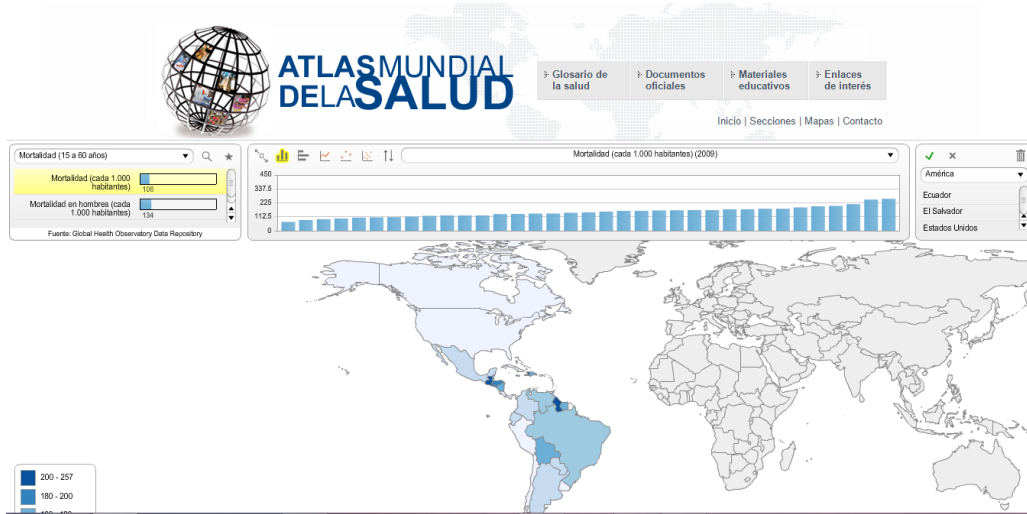 ATLASMUNDIAL
DELASALUD
Glosario de
la salud
Documentos
oficiales
Materiales
educativos
Enlaces
de interés
Inicio | Secciones | Mapas | Contacto
Mortalidad (15 a 60 años)
Mortalidad (cada 1.000
habitantes)
106
Mortalidad en hombres (cada
1.000 habitantes)
134
Fuente: Global Health Observatory Data Repository
Mortalidad (cada 1.000 habitantes) (2009)
450
337.5
225
112.5
0
América
Ecuador
El Salvador
Estados Unidos
200 - 257
180 - 200